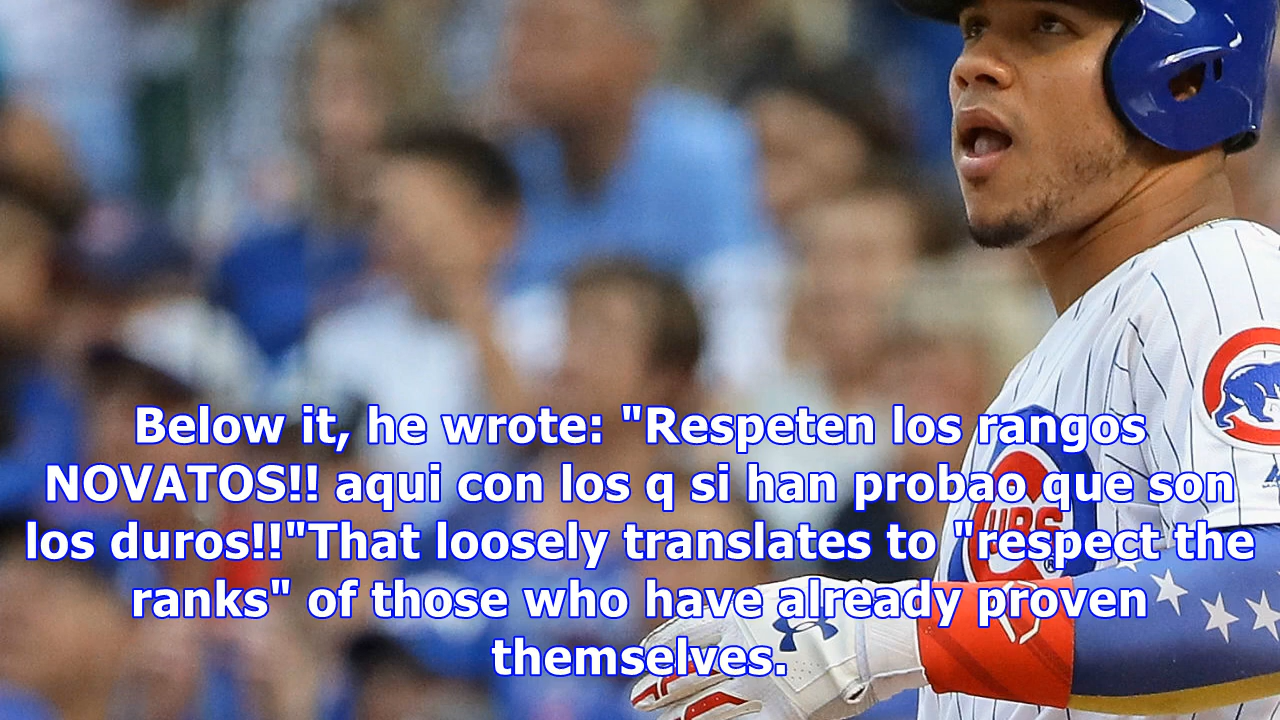 Below it, he wrote: "Respeten los rangos
NOVATOS!! aqui con los q si han probao que son
los duros!!"That loosely translates to "respect the
ranks" of those who have already proven
themselves.
UBS